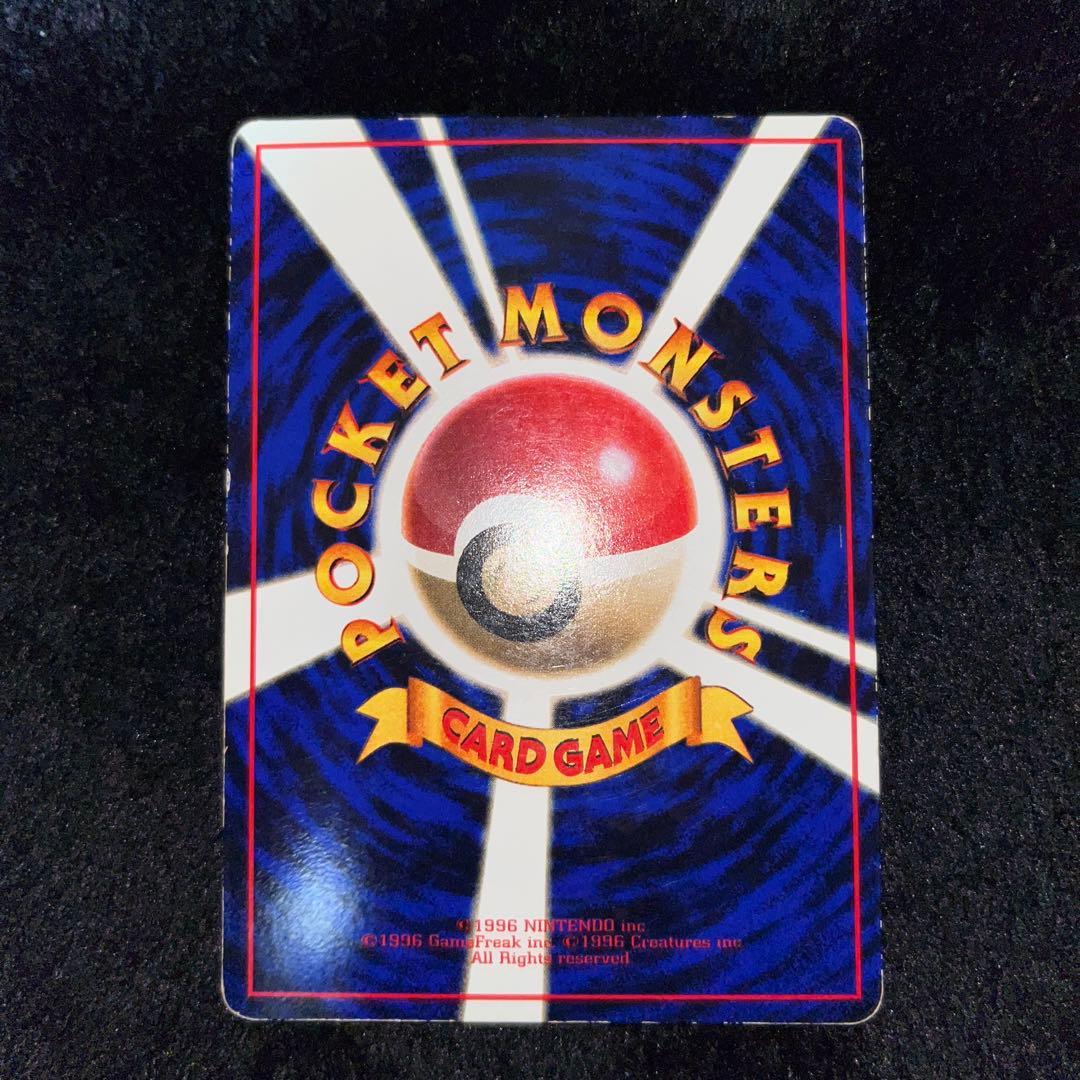 POCKET MONSTERS
CARD GAME
©1996 NINTENDO inc
©1996 GameFreak inc. ©1996 Creatures inc
All Rights reserved